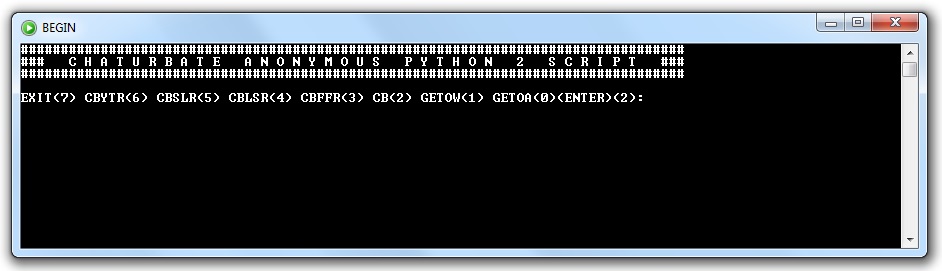 BEGIN
###################################################################################
### C H A T U R B A T E A N O N Y M O U S P Y T H O N 2 S C R I P T ###
###################################################################################
EXIT(7) CBYTR(6) CBSLR(5) CBLSR(4) CBFFR(3) CB(2) GETOW(1) GETOA(0)(ENTER)(2):